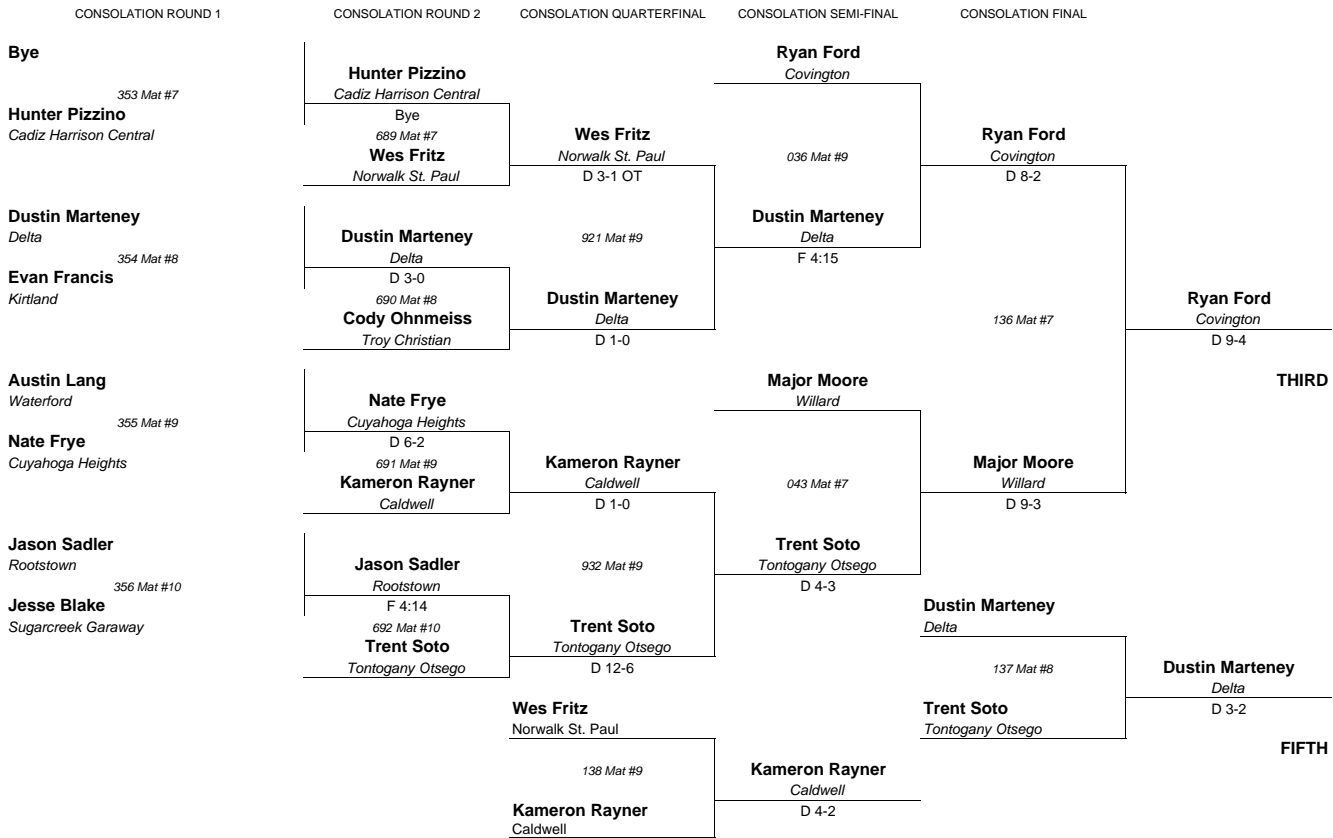 CONSOLATION ROUND 1
CONSOLATION ROUND 2
CONSOLATION QUARTERFINAL
CONSOLATION SEMI-FINAL
CONSOLATION FINAL
Bye
353 Mat #7
Hunter Pizzino
Cadiz Harrison Central
Dustin Marteney
Delta
354 Mat #8
Evan Francis
Kirtland
Austin Lang
Waterford
355 Mat #9
Nate Frye
Cuyahoga Heights
Jason Sadler
Rootstown
356 Mat #10
Jesse Blake
Sugarcreek Garaway
Hunter Pizzino
Cadiz Harrison Central
Bye
689 Mat #7
Wes Fritz
Norwalk St. Paul
Dustin Marteney
Delta
D 3-0
690 Mat #8
Cody Ohnmeiss
Troy Christian
Nate Frye
Cuyahoga Heights
D 6-2
691 Mat #9
Kameron Rayner
Caldwell
Jason Sadler
Rootstown
F 4:14
692 Mat #10
Trent Soto
Tontogany Otsego
Wes Fritz
Norwalk St. Paul
D 3-1 OT
921 Mat #9
Dustin Marteney
Delta
D 1-0
Kameron Rayner
Caldwell
D 1-0
932 Mat #9
Trent Soto
Tontogany Otsego
D 12-6
Wes Fritz
Norwalk St. Paul
138 Mat #9
Kameron Rayner
Caldwell
Ryan Ford
Covington
036 Mat #9
Dustin Marteney
Delta
F 4:15
Major Moore
Willard
043 Mat #7
Trent Soto
Tontogany Otsego
D 4-3
Kameron Rayner
Caldwell
D 4-2
Ryan Ford
Covington
D 8-2
136 Mat #7
Major Moore
Willard
D 9-3
Dustin Marteney
Delta
137 Mat #8
Trent Soto
Tontogany Otsego
Ryan Ford
Covington
D 9-4
THIRD
Dustin Marteney
Delta
D 3-2
FIFTH